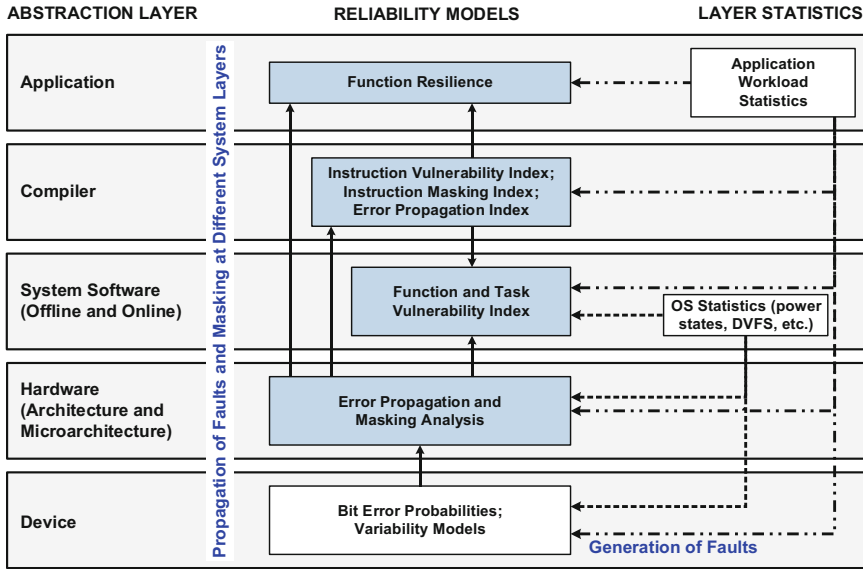 ABSTRACTION LAYER
RELIABILITY MODELS
LAYER STATISTICS
Propagation of Faults and Masking at Different System Layers
Application
Function Resilience
Application
Workload
Statistics
Compiler
Instruction Vulnerability Index;
Instruction Masking Index;
Error Propagation Index
System Software
(Offline and Online)
Function and Task
Vulnerability Index
OS Statistics (power
states, DVFS, etc.)
Hardware
(Architecture and
Microarchitecture)
Error Propagation and
Masking Analysis
Device
Bit Error Probabilities;
Variability Models
Generation of Faults